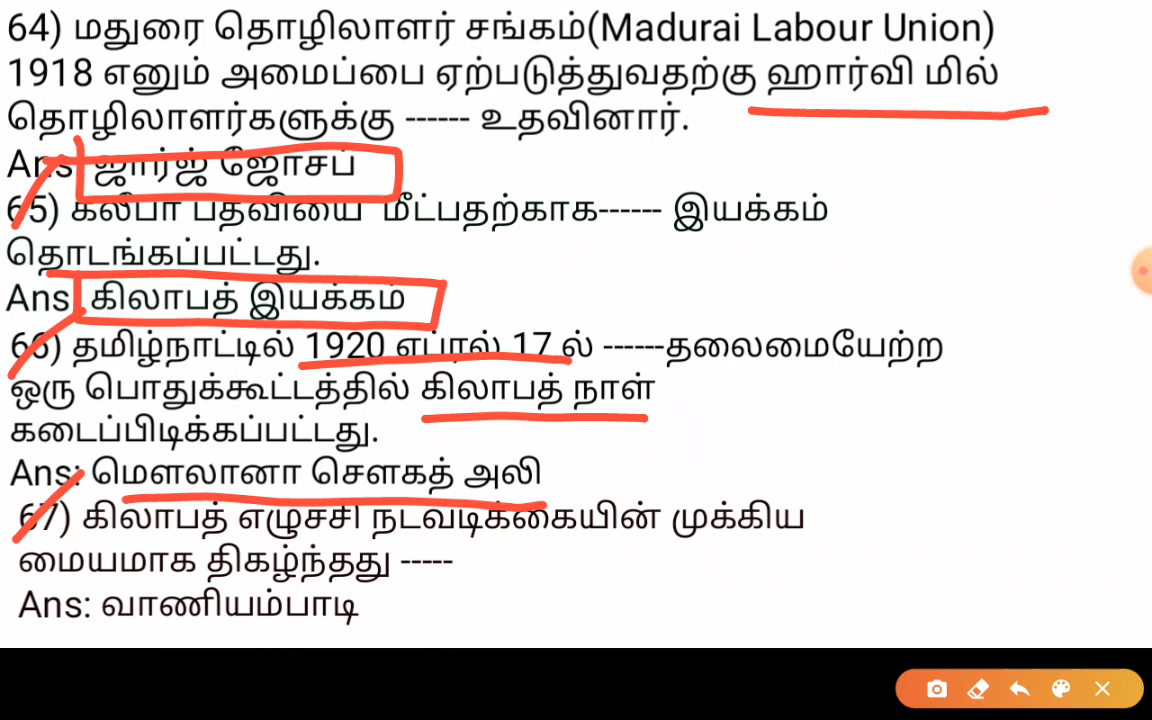 64) மதுரை தொழிலாளர் சங்கம்(Madurai Labour Union)
1918 எனும் அமைப்பை ஏற்படுத்துவதற்கு ஹார்வி மில்
தொழிலாளர்களுக்கு ------ உதவினார்.
Ans: ஜார்ஜ் ஜோசப்
65) கலீபா பதவியை மீட்பதற்காக------ இயக்கம்
தொடங்கப்பட்டது.
Ans: கிலாபத் இயக்கம்
66) தமிழ்நாட்டில் 1920 எப்ரல் 17 ல் ------தலைமையேற்ற
ஒரு பொதுக்கூட்டத்தில் கிலாபத் நாள்
கடைப்பிடிக்கப்பட்டது.
Ans: மௌலானா சௌகத் அலி
67) கிலாபத் எழுச்சி நடவடிக்கையின் முக்கிய
மையமாக திகழ்ந்தது -----
Ans: வாணியம்பாடி